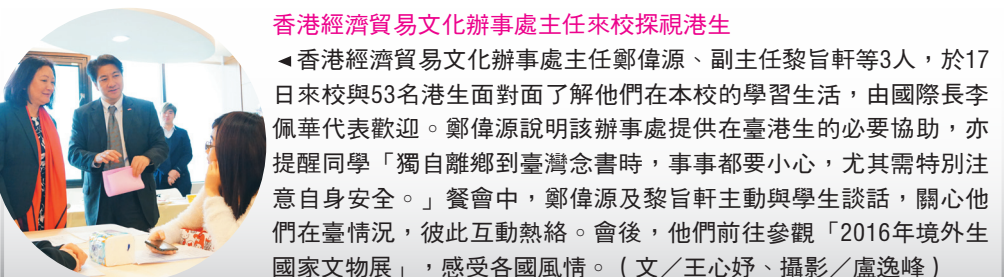 香港經濟貿易文化辦事處主任來校探視港生
◄香港經濟貿易文化辦事處主任鄭偉源、副主任黎旨軒等3人，於17
日來校與53名港生面對面了解他們在本校的學習生活，由國際長李
佩華代表歡迎。鄭偉源說明該辦事處提供在臺港生的必要協助，亦
提醒同學「獨自離鄉到臺灣念書時，事事都要小心，尤其需特別注
意自身安全。」餐會中，鄭偉源及黎旨軒主動與學生談話，關心他
們在臺情況，彼此互動熱絡。會後，他們前往參觀「2016年境外生
國家文物展」，感受各國風情。（文／王心妤、攝影／盧逸峰）